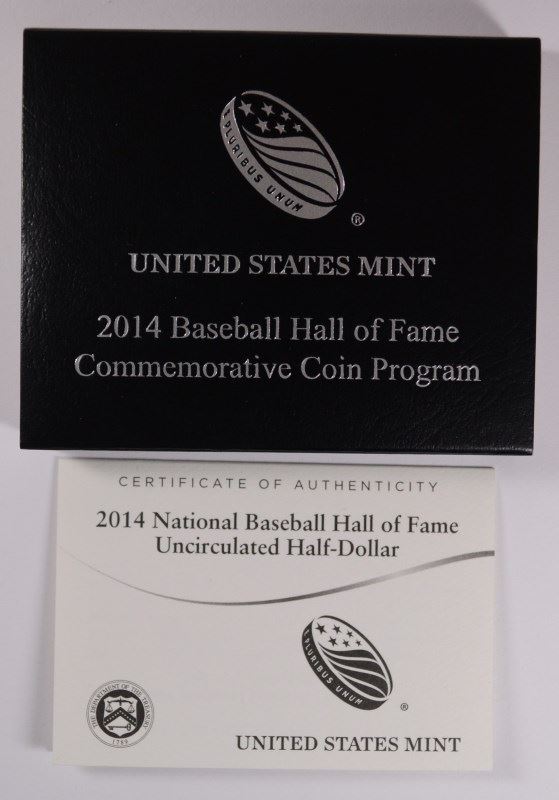 E PLURIBUS UNUM
®
UNITED STATES MINT
2014 Baseball Hall of Fame
Commemorative Coin Program
CERTIFICATE OF AUTHENTICITY
2014 National Baseball Hall of Fame
Uncirculated Half-Dollar
E PLURIBUS UNUM
®
THE DEPARTMENT OF THE TREASURY
1789
UNITED STATES MINT